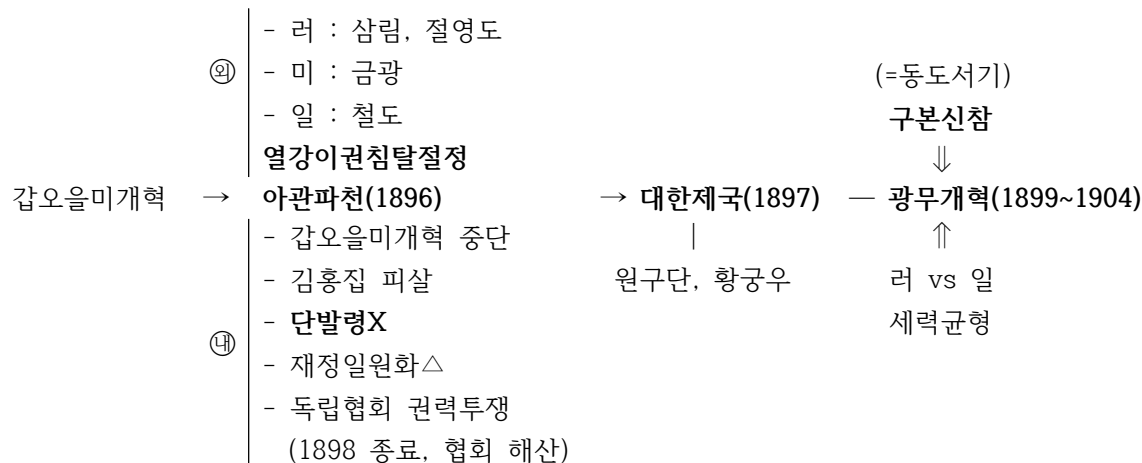 - 러 : 삼림, 절영도
㉾ - 미 : 금광 (=동도서기)
- 일 : 철도 구본신참
열강이권침탈절정 ⇓
갑오을미개혁 → 아관파천(1896) → 대한제국(1897) ― 광무개혁(1899~1904)
- 갑오을미개혁 중단 | ⇑
- 김홍집 피살 원구단, 황궁우 러 vs 일
- 단발령X 세력균형
내 - 재정일원화△
- 독립협회 권력투쟁
(1898 종료, 협회 해산)